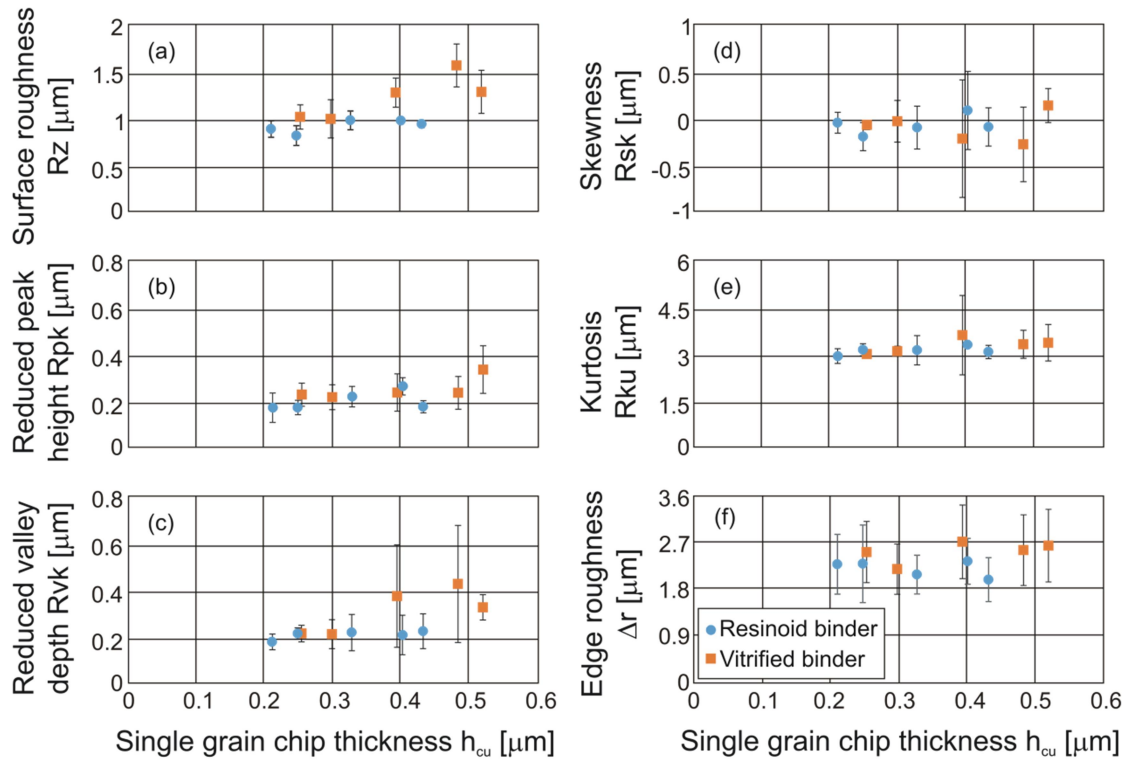 Surface roughness
Rz [μm]
2
1.5
1
0.5
0
(a)
Skewness
Rsk [μm]
1
0.5
0
-0.5
-1
(d)
Reduced peak
height Rpk [μm]
0.8
0.6
0.4
0.2
0
(b)
Kurtosis
Rku [μm]
6
4.5
3
1.5
0
(e)
Reduced valley
depth Rvk [μm]
0.8
0.6
0.4
0.2
0
(c)
0 0.1 0.2 0.3 0.4 0.5 0.6
Single grain chip thickness hcu [μm]
Edge roughness
Δr [μm]
3.6
2.7
1.8
0.9
0
(f)
Resinoid binder
Vitrified binder
0 0.1 0.2 0.3 0.4 0.5 0.6
Single grain chip thickness hcu [μm]